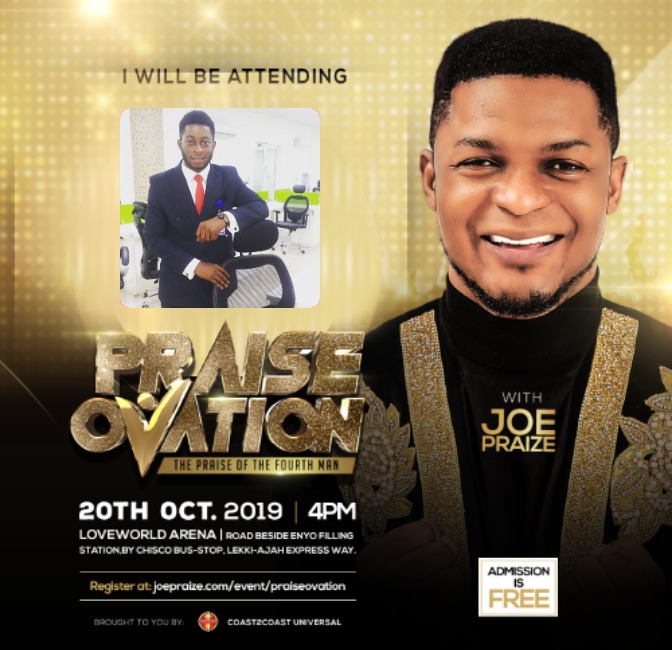 I WILL BE ATTENDING
PRAISE
OVATION
THE PRAISE OF THE FOURTH MAN
WITH
JOE
PRAIZE
20TH OCT. 2019 | 4PM
LOVEWORLD ARENA | ROAD BESIDE ENYO FILLING
STATION,BY CHISCO BUS-STOP, LEKKI-AJAH EXPRESS WAY.
Register at: joepraize.com/event/praiseovation
BROUGHT TO YOU BY: COAST2COAST UNIVERSAL
ADMISSION
IS
FREE